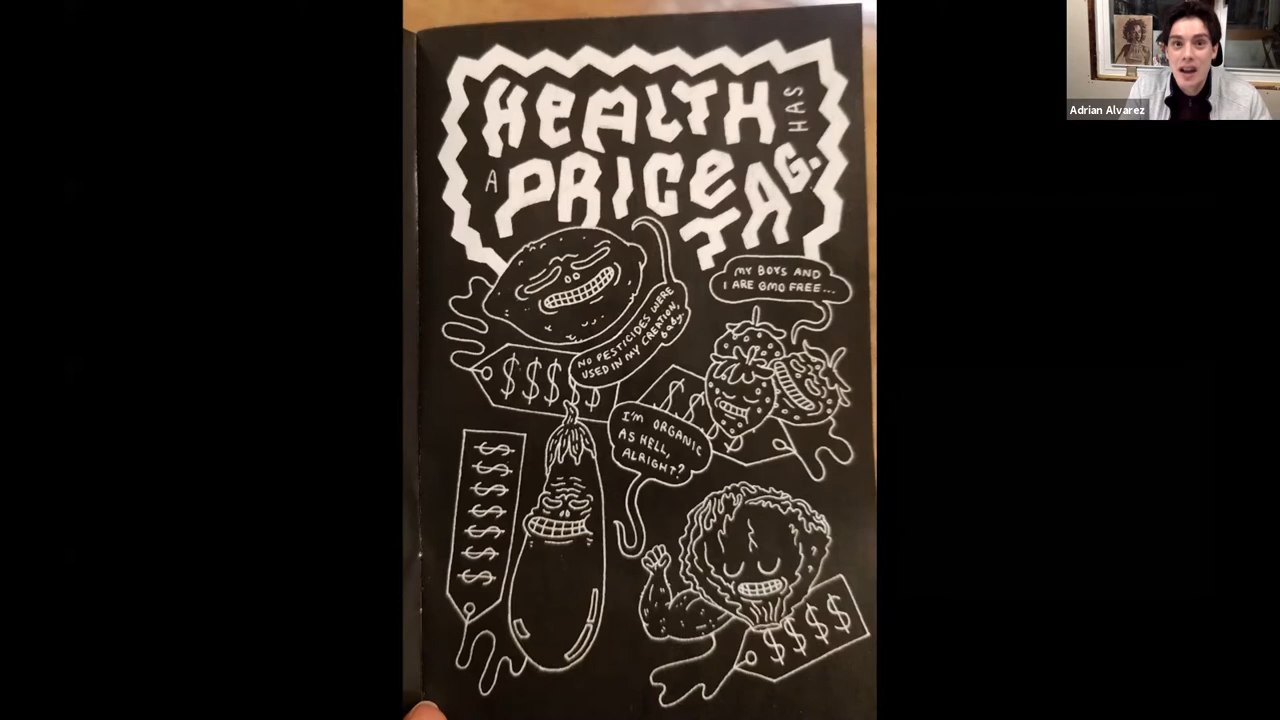 HEALTH HAS
A PRICE TAG.
MY BOYS AND
I ARE GMO FREE...
NO PESTICIDES WERE
USED IN MY CREATION,
baby.
$$$$$
$$$
I'M ORGANIC
AS HELL,
ALRIGHT?
$$$$$$$
$$$$
Adrian Alvarez